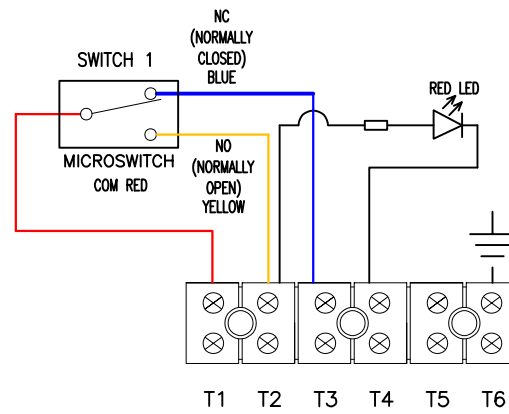 NC
(NORMALLY
CLOSED)
BLUE
SWITCH 1
RED LED
MICROSWITCH
COM RED
NO
(NORMALLY
OPEN)
YELLOW
T1 T2 T3 T4 T5 T6